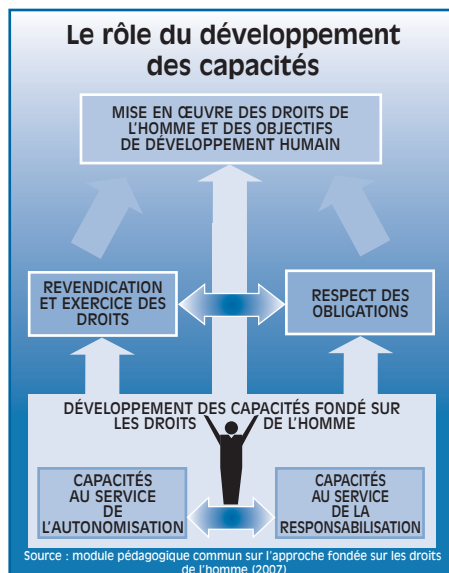 Le rôle du développement
des capacités
MISE EN ŒUVRE DES DROITS DE
L'HOMME ET DES OBJECTIFS
DE DÉVELOPPEMENT HUMAIN
REVENDICATION
ET EXERCICE DES
DROITS
RESPECT DES
OBLIGATIONS
DÉVELOPPEMENT DES CAPACITÉS FONDÉ SUR
LES DROITS DE L'HOMME
CAPACITÉS
AU SERVICE
DE
L'AUTONOMISATION
CAPACITÉS
AU SERVICE
DE LA
RESPONSABILISATION
Source : module pédagogique commun sur l'approche fondée sur les droits
de l'homme (2007)